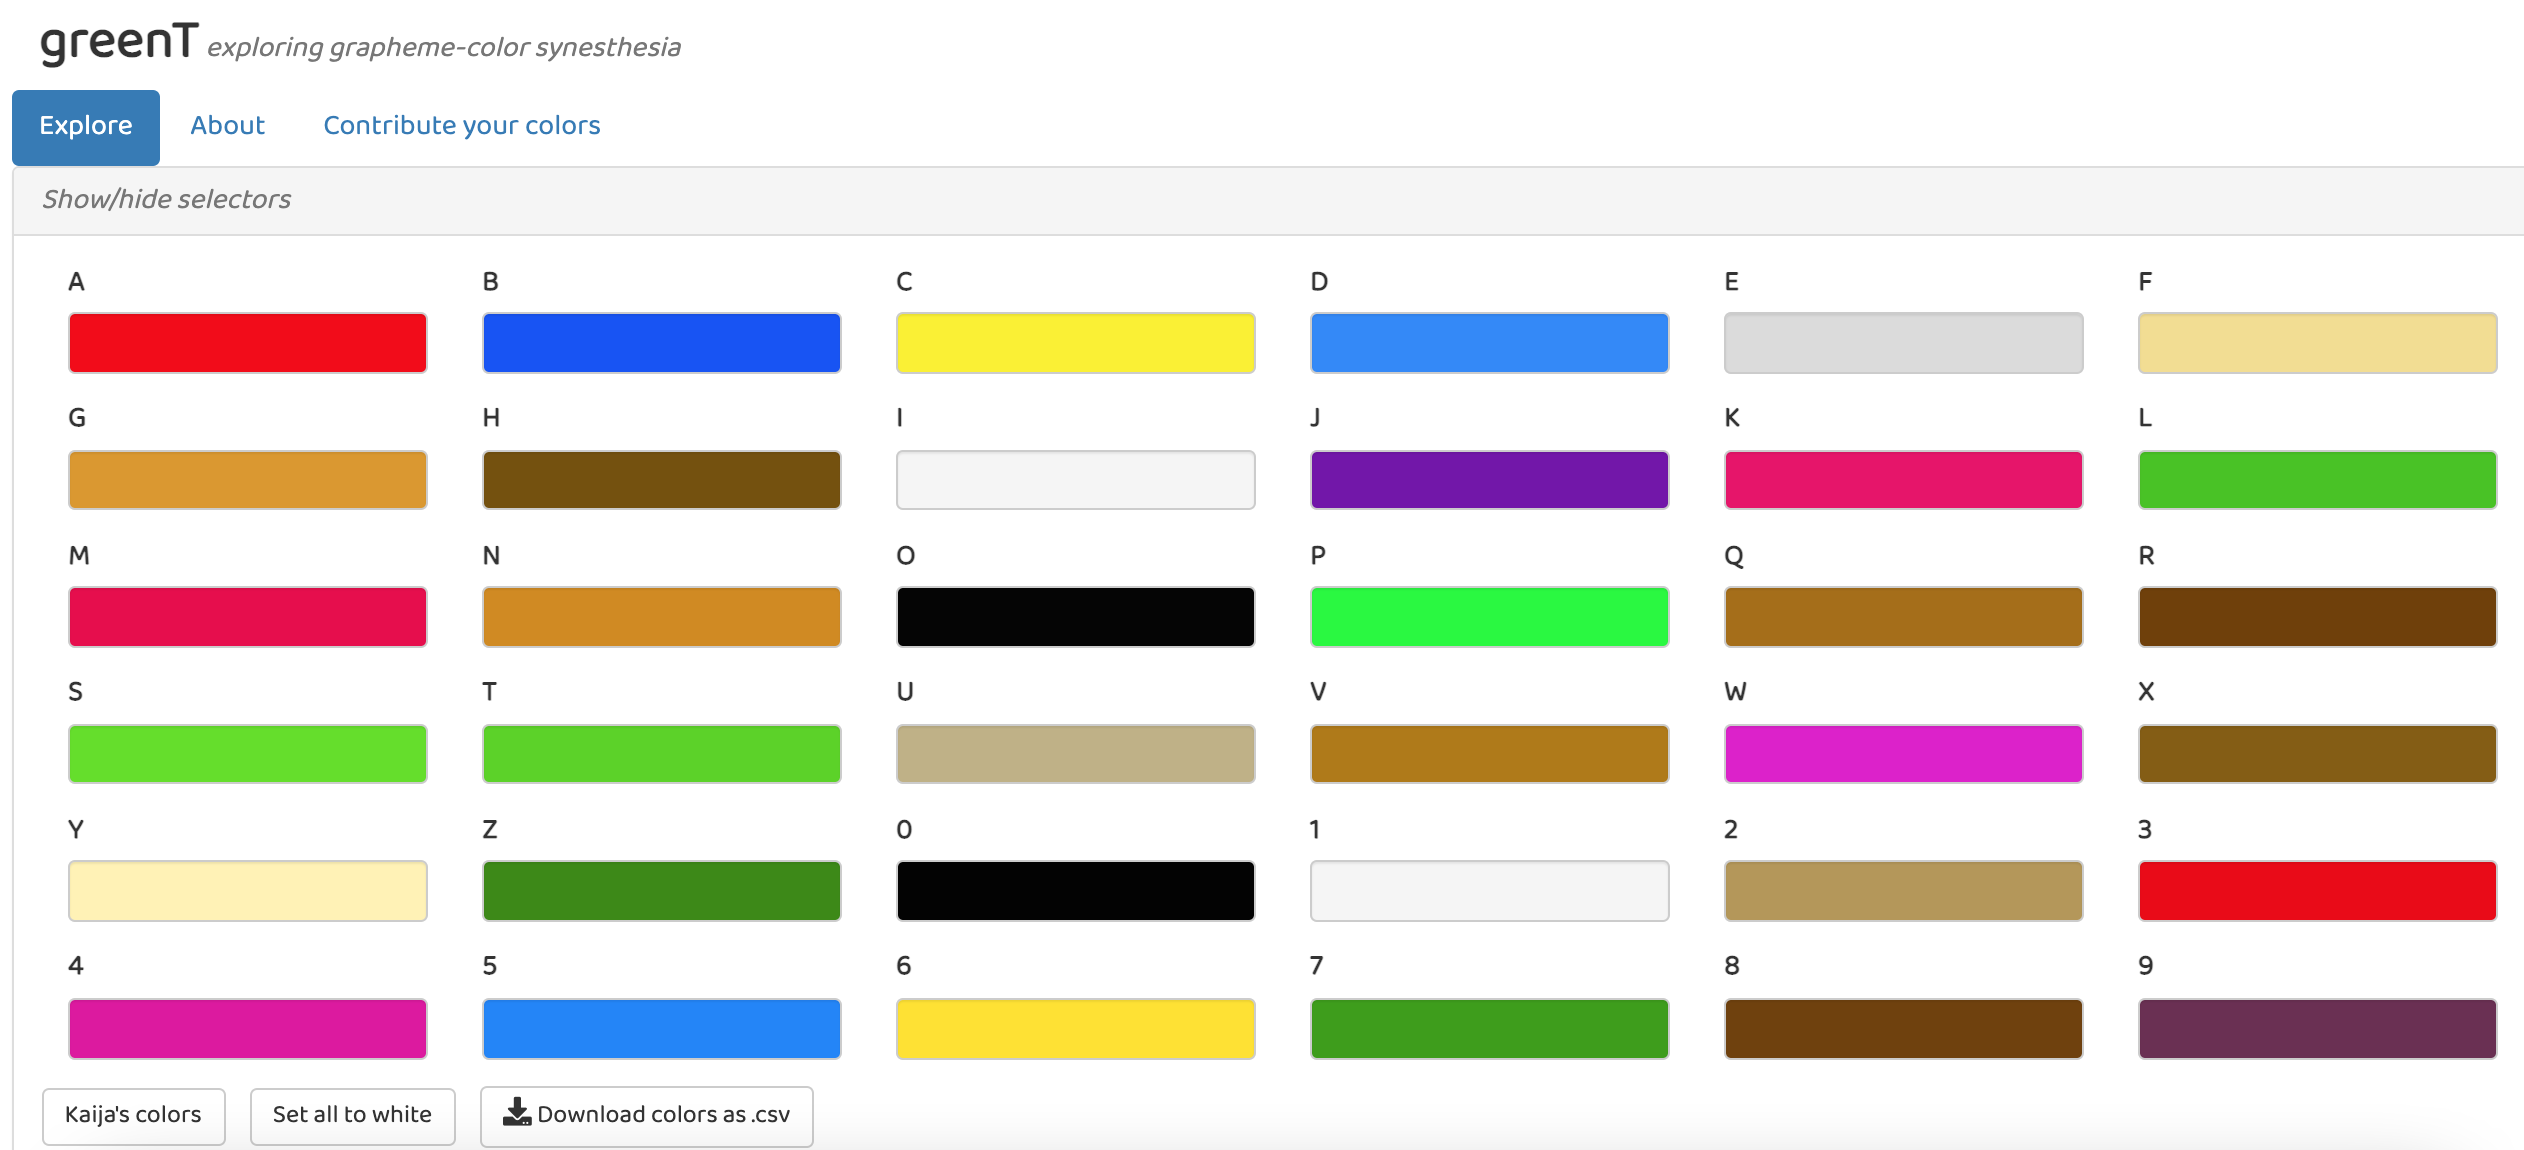 greenT exploring grapheme-color synesthesia
Explore About Contribute your colors
Show/hide selectors
A B C D E F
G H I J K L
M N O P Q R
S T U V W X
Y Z 0 1 2 3
4 5 6 7 8 9
Kaija's colors Set all to white Download colors as .csv